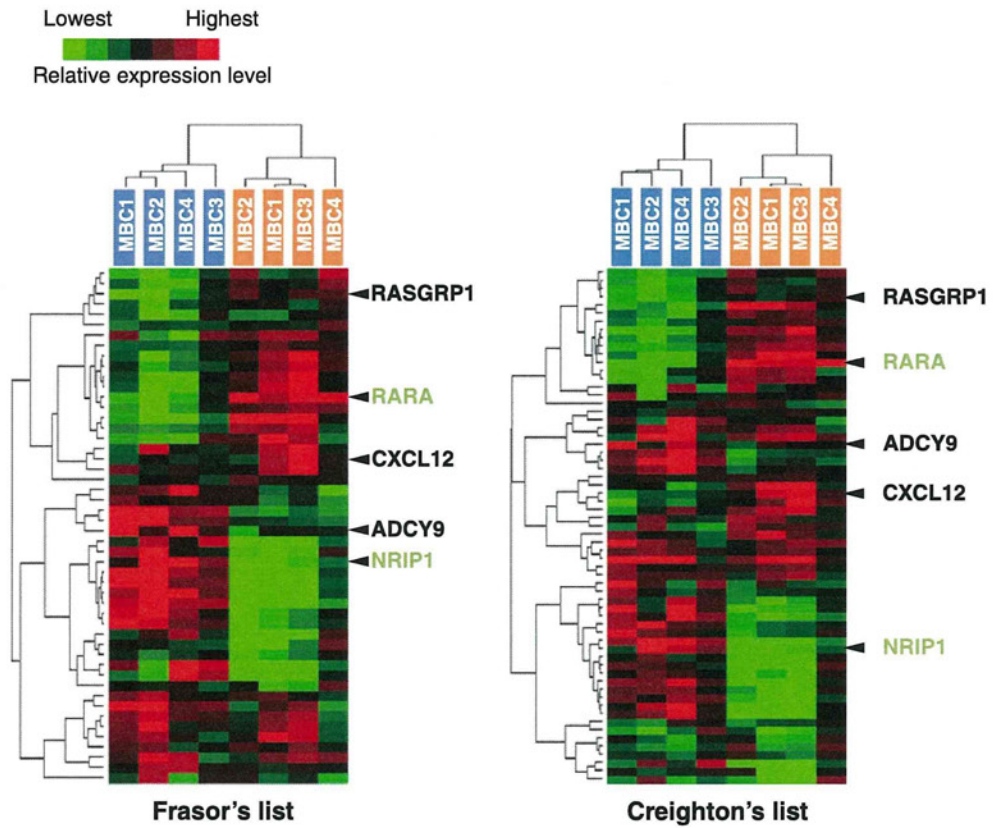 Lowest Highest
Relative expression level
MBC1 MBC2 MBC4 MBC3 MBC2 MBC1 MBC3 MBC4
RASGRP1
RARA
CXCL12
ADCY9
NRIP1
Frasor's list
MBC1 MBC2 MBC4 MBC3 MBC2 MBC1 MBC3 MBC4
RASGRP1
RARA
ADCY9
CXCL12
NRIP1
Creighton's list